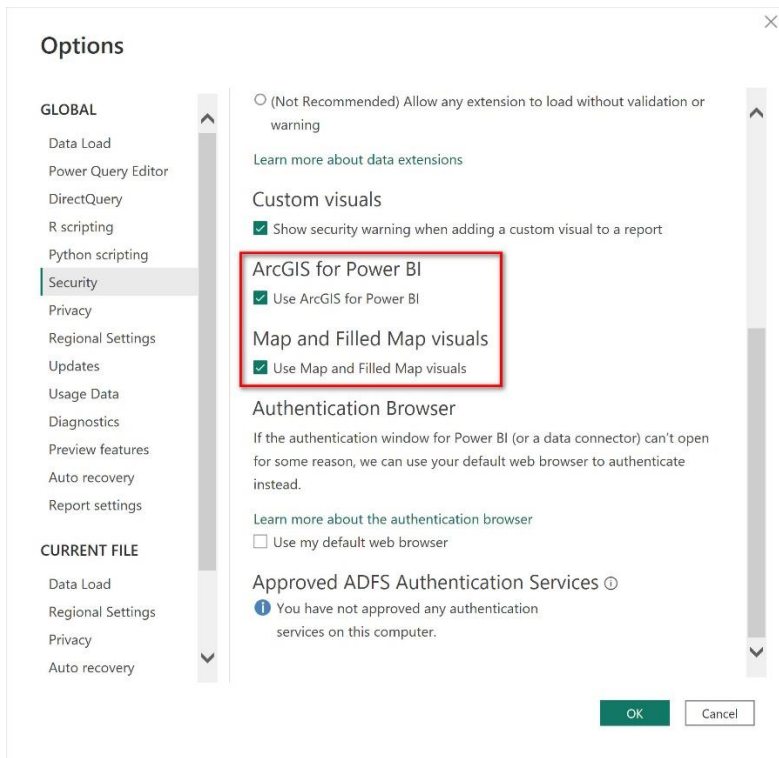 Options
GLOBAL
Data Load
Power Query Editor
DirectQuery
R scripting
Python scripting
Security
Privacy
Regional Settings
Updates
Usage Data
Diagnostics
Preview features
Auto recovery
Report settings
CURRENT FILE
Data Load
Regional Settings
Privacy
Auto recovery
(Not Recommended) Allow any extension to load without validation or
warning
Learn more about data extensions
Custom visuals
Show security warning when adding a custom visual to a report
ArcGIS for Power BI
Use ArcGIS for Power BI
Map and Filled Map visuals
Use Map and Filled Map visuals
Authentication Browser
If the authentication window for Power BI (or a data connector) can't open
for some reason, we can use your default web browser to authenticate
instead.
Learn more about the authentication browser
Use my default web browser
Approved ADFS Authentication Services
You have not approved any authentication
services on this computer.
OK
Cancel